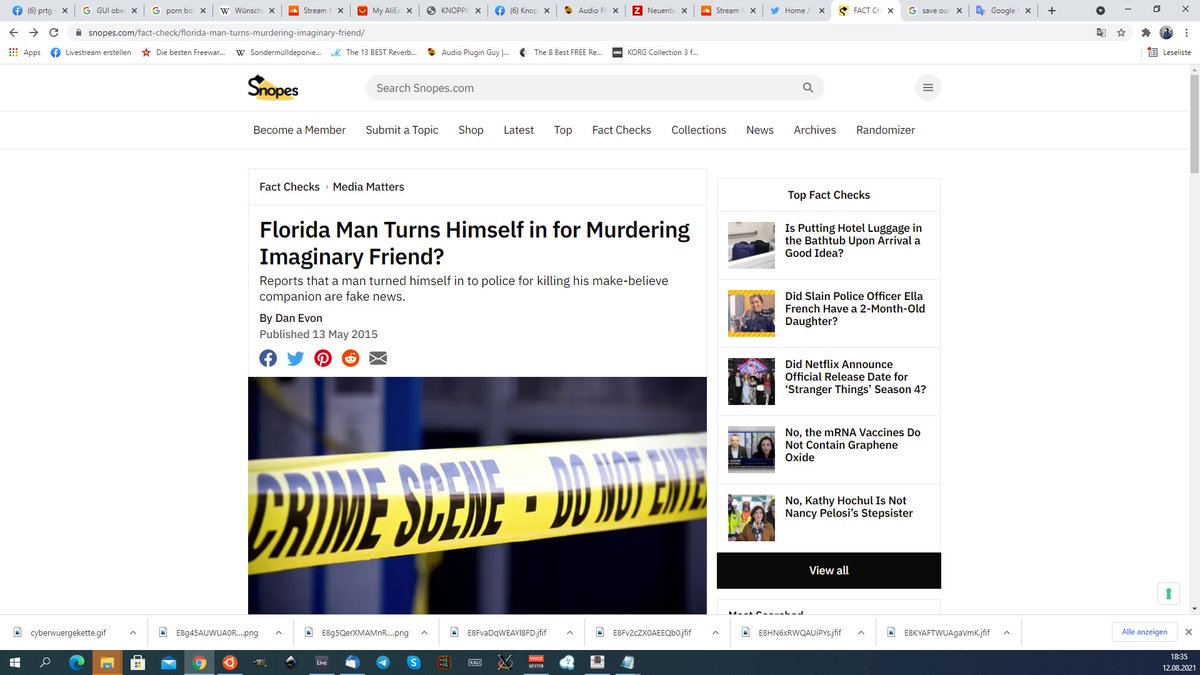 (6) prtg -
GUI ober
porn bd
Wünsch
Stream
My AliEx
KNOPPI
(6) Knop
Audio Pl
Neuenb
Stream
Home /
FACT CH
save our
Google
snopes.com/fact-check/florida-man-turns-murdering-imaginary-friend/
Apps
Livestream erstellen
Die besten Freewar...
Sondermülldeponie...
The 13 BEST Reverb...
Audio Plugin Guy |...
The 8 Best FREE Re...
KORG Collection 3 f...
Leseliste
Snopes
Search Snopes.com
Become a Member
Submit a Topic
Shop
Latest
Top
Fact Checks
Collections
News
Archives
Randomizer
Fact Checks › Media Matters
Florida Man Turns Himself in for Murdering
Imaginary Friend?
Reports that a man turned himself in to police for killing his make-believe
companion are fake news.
By Dan Evon
Published 13 May 2015
CRIME SCENE - DO NOT ENTER
Top Fact Checks
Is Putting Hotel Luggage in
the Bathtub Upon Arrival a
Good Idea?
Did Slain Police Officer Ella
French Have a 2-Month-Old
Daughter?
Did Netflix Announce
Official Release Date for
‘Stranger Things’ Season 4?
No, the mRNA Vaccines Do
Not Contain Graphene
Oxide
No, Kathy Hochul Is Not
Nancy Pelosi’s Stepsister
View all
Most Searched
cyberwuergekette.gif
E8g45AUWUA0R....png
E8g5QerXMAMnR....png
E8FvaDqWEAYl8FD.jfif
E8Fv2cZX0AEEQb0.jfif
E8HN6xRWQAUiPYs.jfif
E8KYAFTWUAgaVmK.jfif
Alle anzeigen
Live
18:35
12.08.2021